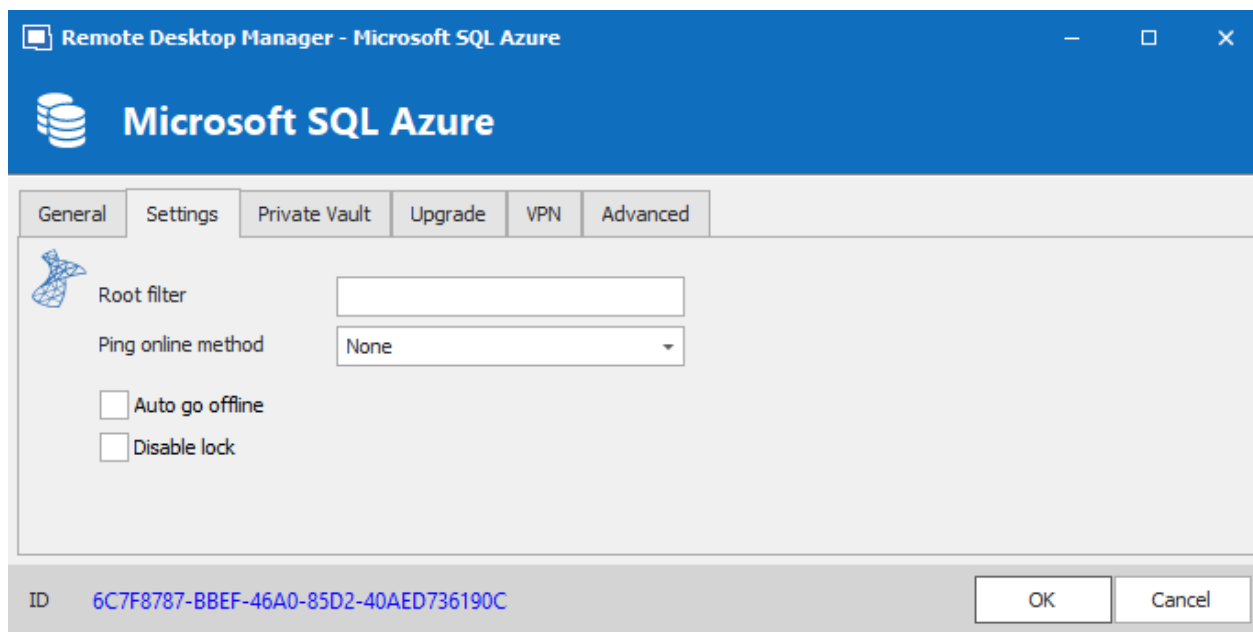 Remote Desktop Manager - Microsoft SQL Azure
Microsoft SQL Azure
General Settings Private Vault Upgrade VPN Advanced
Root filter
Ping online method None
Auto go offline
Disable lock
ID 6C7F8787-BBEF-46A0-85D2-40AED736190C OK Cancel